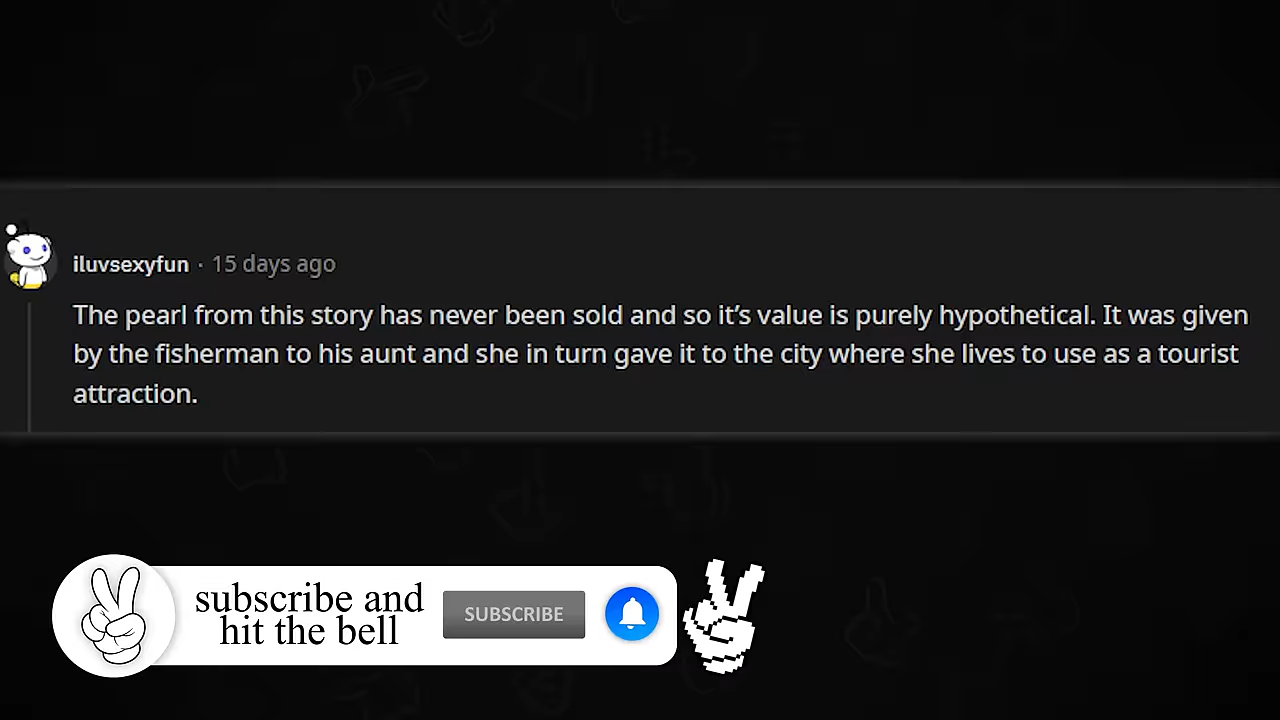 iluvsexyfun · 15 days ago
The pearl from this story has never been sold and so it’s value is purely hypothetical. It was given
by the fisherman to his aunt and she in turn gave it to the city where she lives to use as a tourist
attraction.
subscribe and
hit the bell
SUBSCRIBE